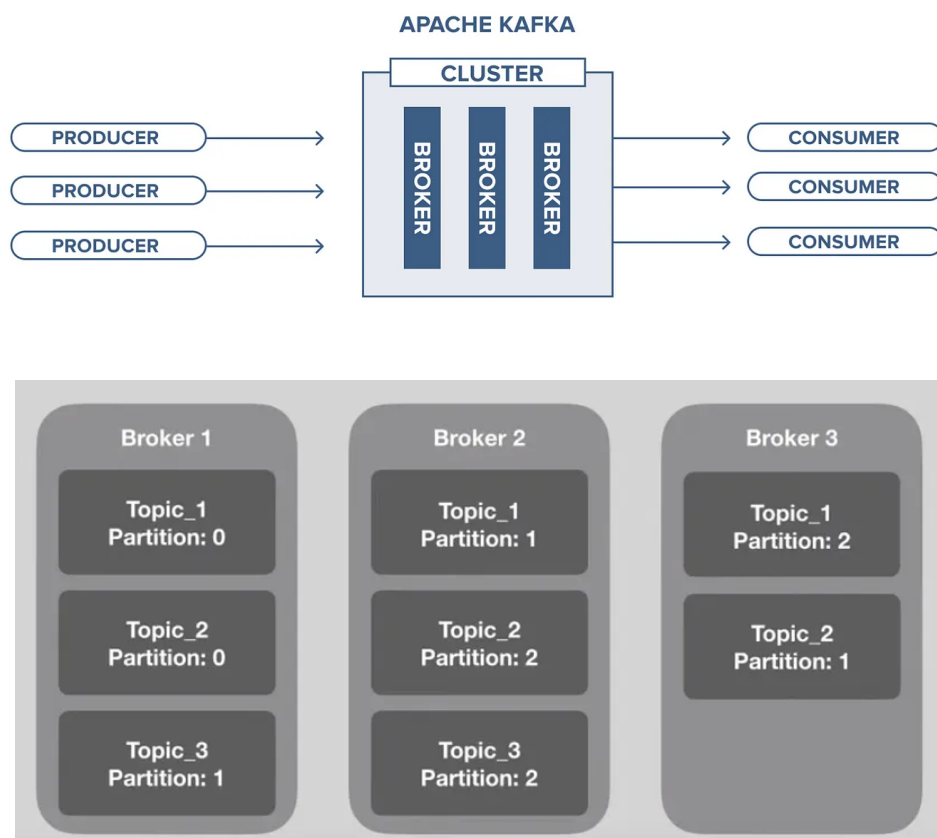 APACHE KAFKA
CLUSTER
PRODUCER
PRODUCER
PRODUCER
BROKER
BROKER
BROKER
CONSUMER
CONSUMER
CONSUMER
Broker 1
Topic_1
Partition: 0
Topic_2
Partition: 0
Topic_3
Partition: 1
Broker 2
Topic_1
Partition: 1
Topic_2
Partition: 2
Topic_3
Partition: 2
Broker 3
Topic_1
Partition: 2
Topic_2
Partition: 1